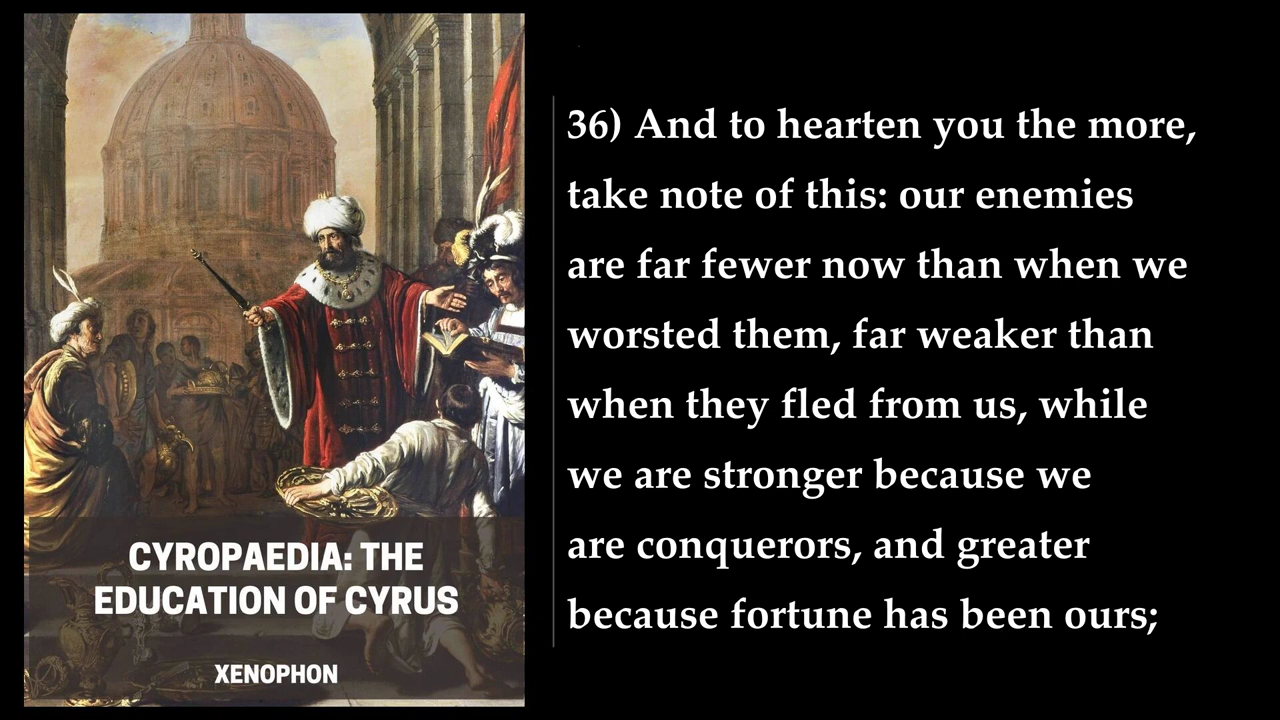 CYROPAEDIA: THE
EDUCATION OF CYRUS
XENOPHON
36) And to hearten you the more,
take note of this: our enemies
are far fewer now than when we
worsted them, far weaker than
when they fled from us, while
we are stronger because we
are conquerors, and greater
because fortune has been ours;